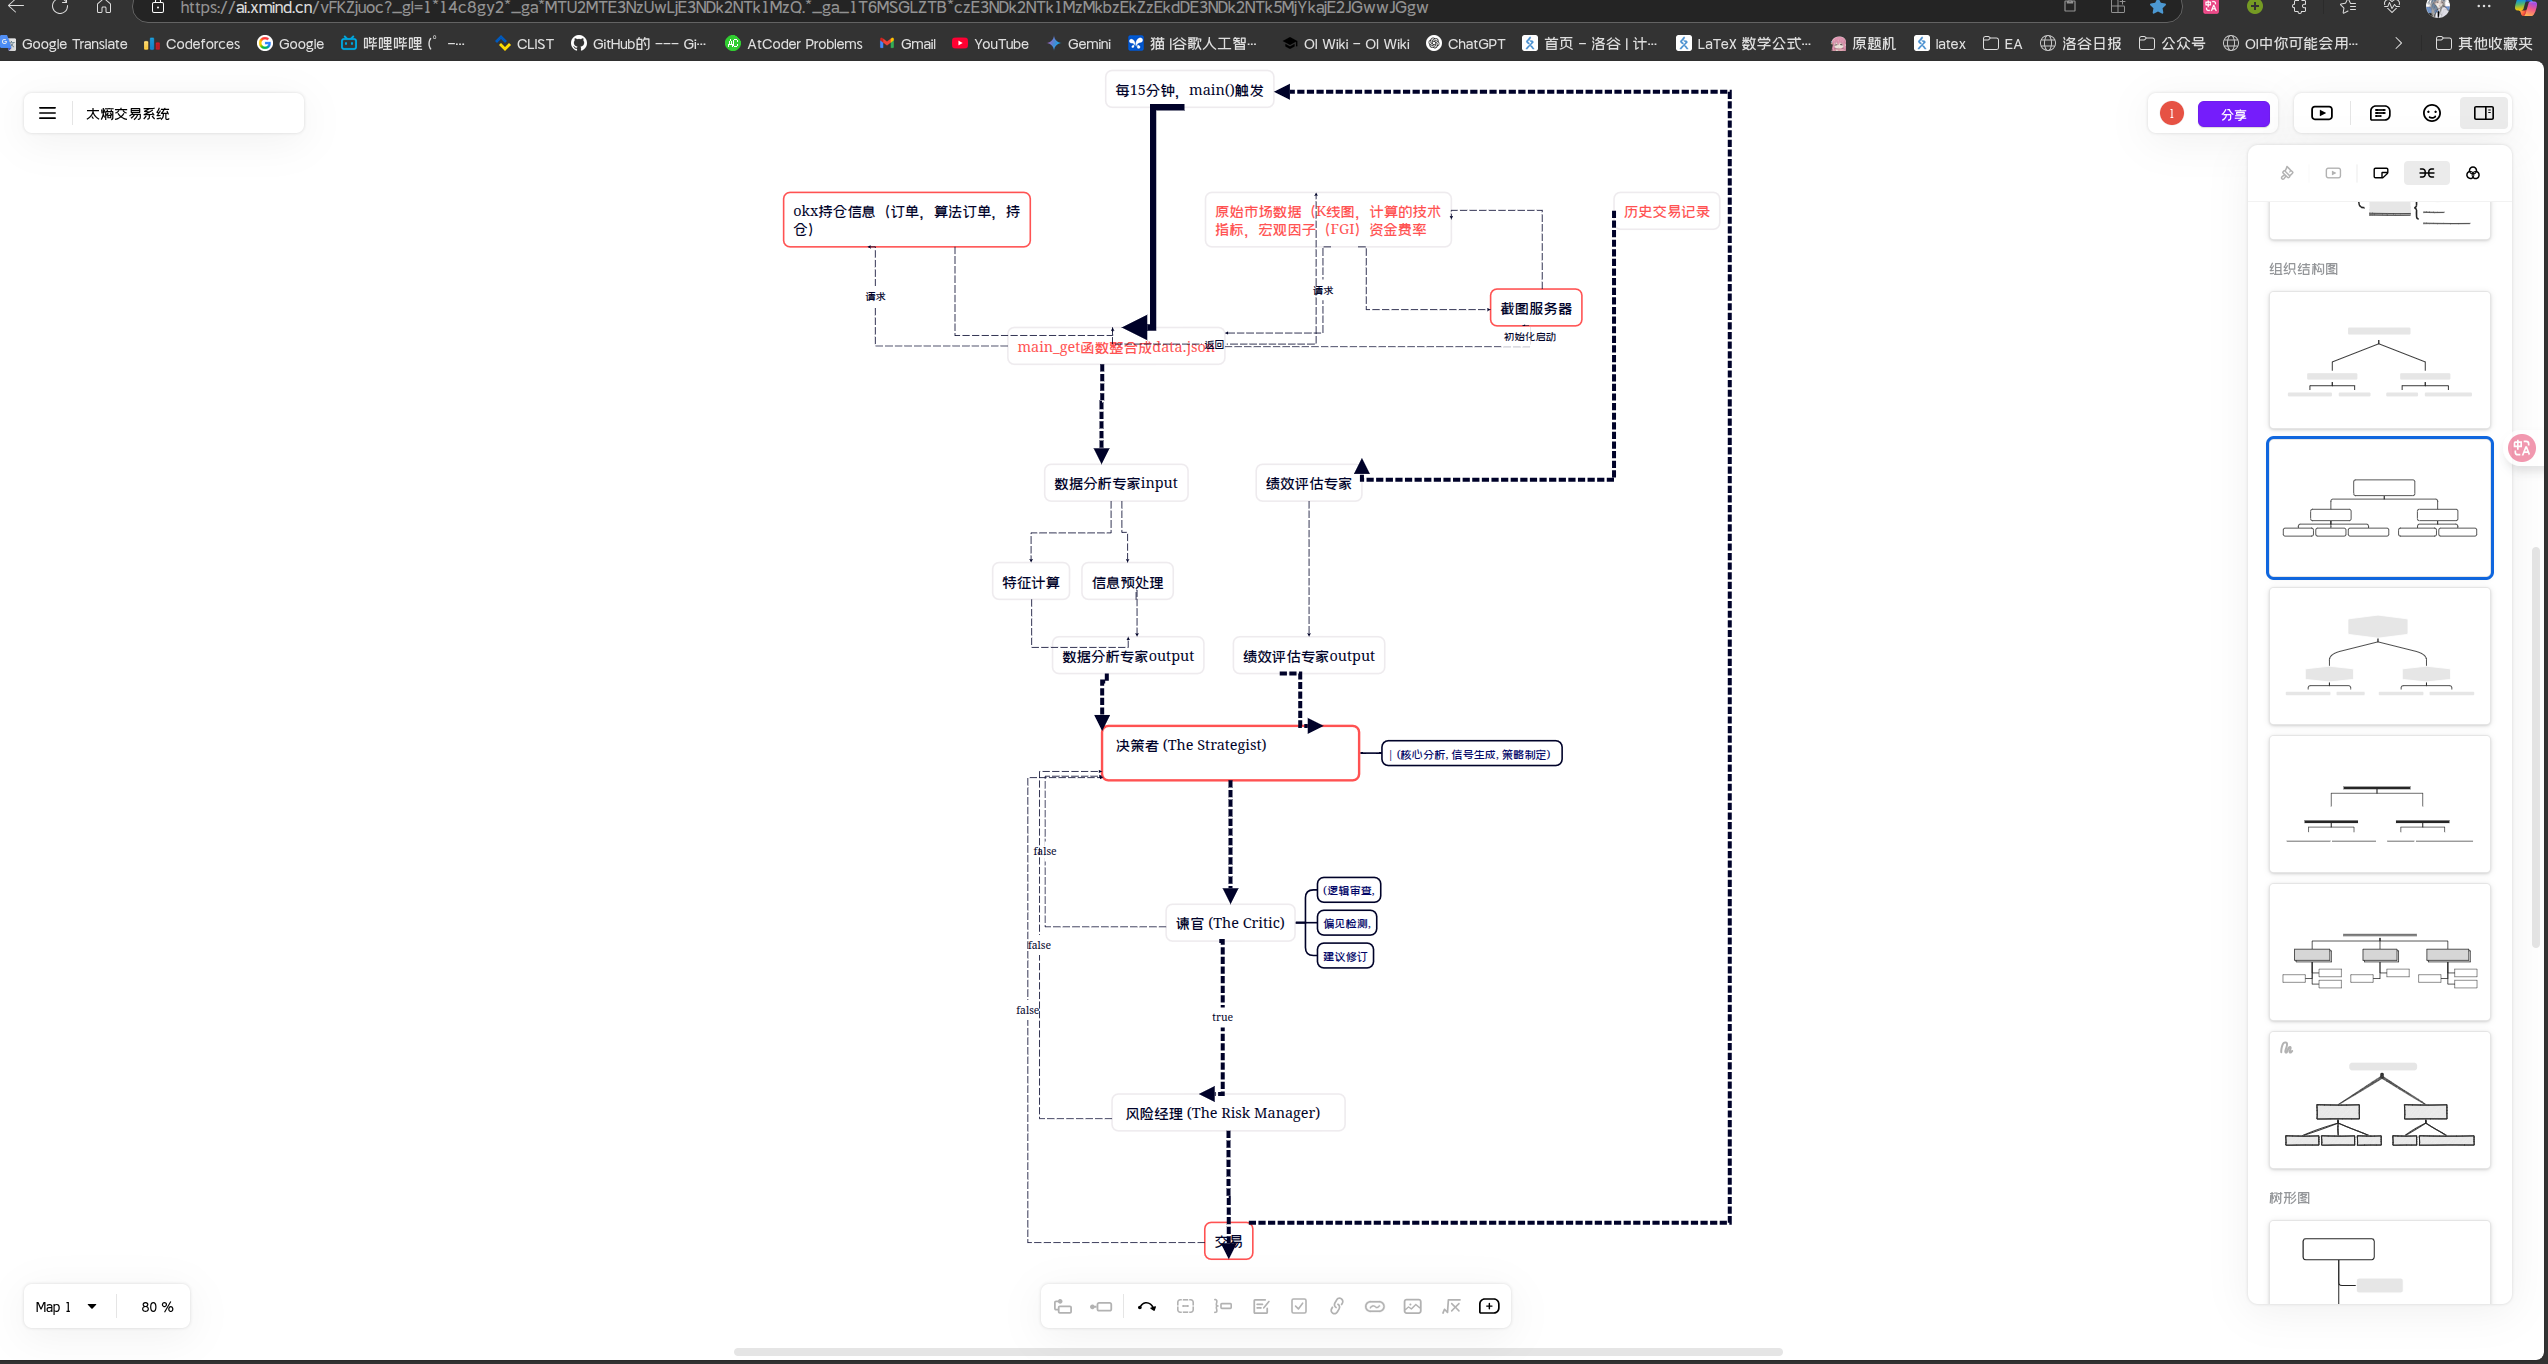 https://ai.xmind.cn/vFKZjuoc?_gl=1*14c8gy2*_ga*MTU2MTE3NzUwLjE3NDk2NTk1MzQ.*_ga_1T6MSGLZTB*czE3NDk2NTk1MzMkbzEkZzEkdDE3NDk2NTk5MjYkajE2JGwwJGgw
Google Translate
Codeforces
Google
哔哩哔哩 (゜ -…
CLIST
GitHub的 --- Gi…
AtCoder Problems
Gmail
YouTube
Gemini
猫 |谷歌人工智…
OI Wiki - OI Wiki
ChatGPT
首页 - 洛谷 | 计…
LaTeX 数学公式…
原题机
latex
EA
洛谷日报
公众号
OI中你可能会用…
其他收藏夹
太熵交易系统
分享
每15分钟，main()触发
okx持仓信息（订单，算法订单，持
仓）
原始市场数据（K线图，计算的技术
指标，宏观因子（FGI）资金费率
历史交易记录
请求
请求
截图服务器
初始化启动
main_get函数整合成data.json
返回
数据分析专家input
绩效评估专家
特征计算
信息预处理
数据分析专家output
绩效评估专家output
决策者 (The Strategist)
| (核心分析, 信号生成, 策略制定)
false
谏官 (The Critic)
(逻辑审查,
偏见检测,
建议修订
false
false
true
风险经理 (The Risk Manager)
交易
组织结构图
树形图
Map 1
80 %